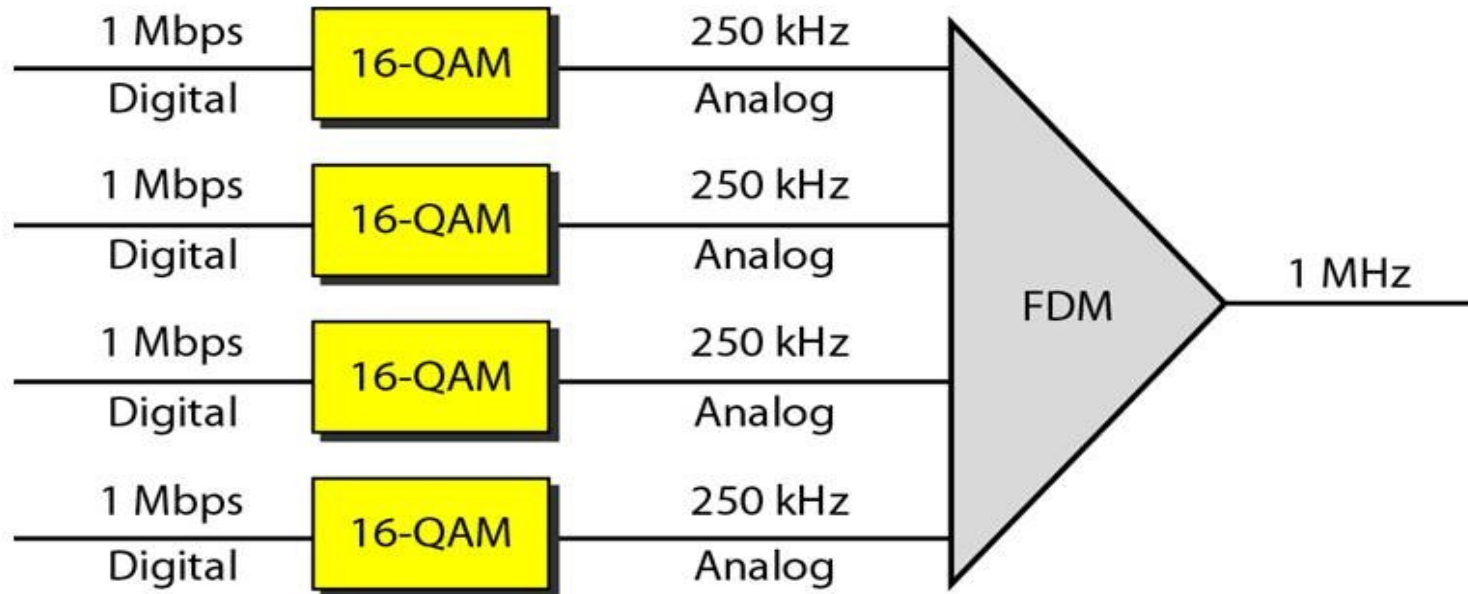 1 Mbps
Digital
16-QAM
250 kHz
Analog
1 Mbps
Digital
16-QAM
250 kHz
Analog
1 Mbps
Digital
16-QAM
250 kHz
Analog
1 Mbps
Digital
16-QAM
250 kHz
Analog
FDM
1 MHz